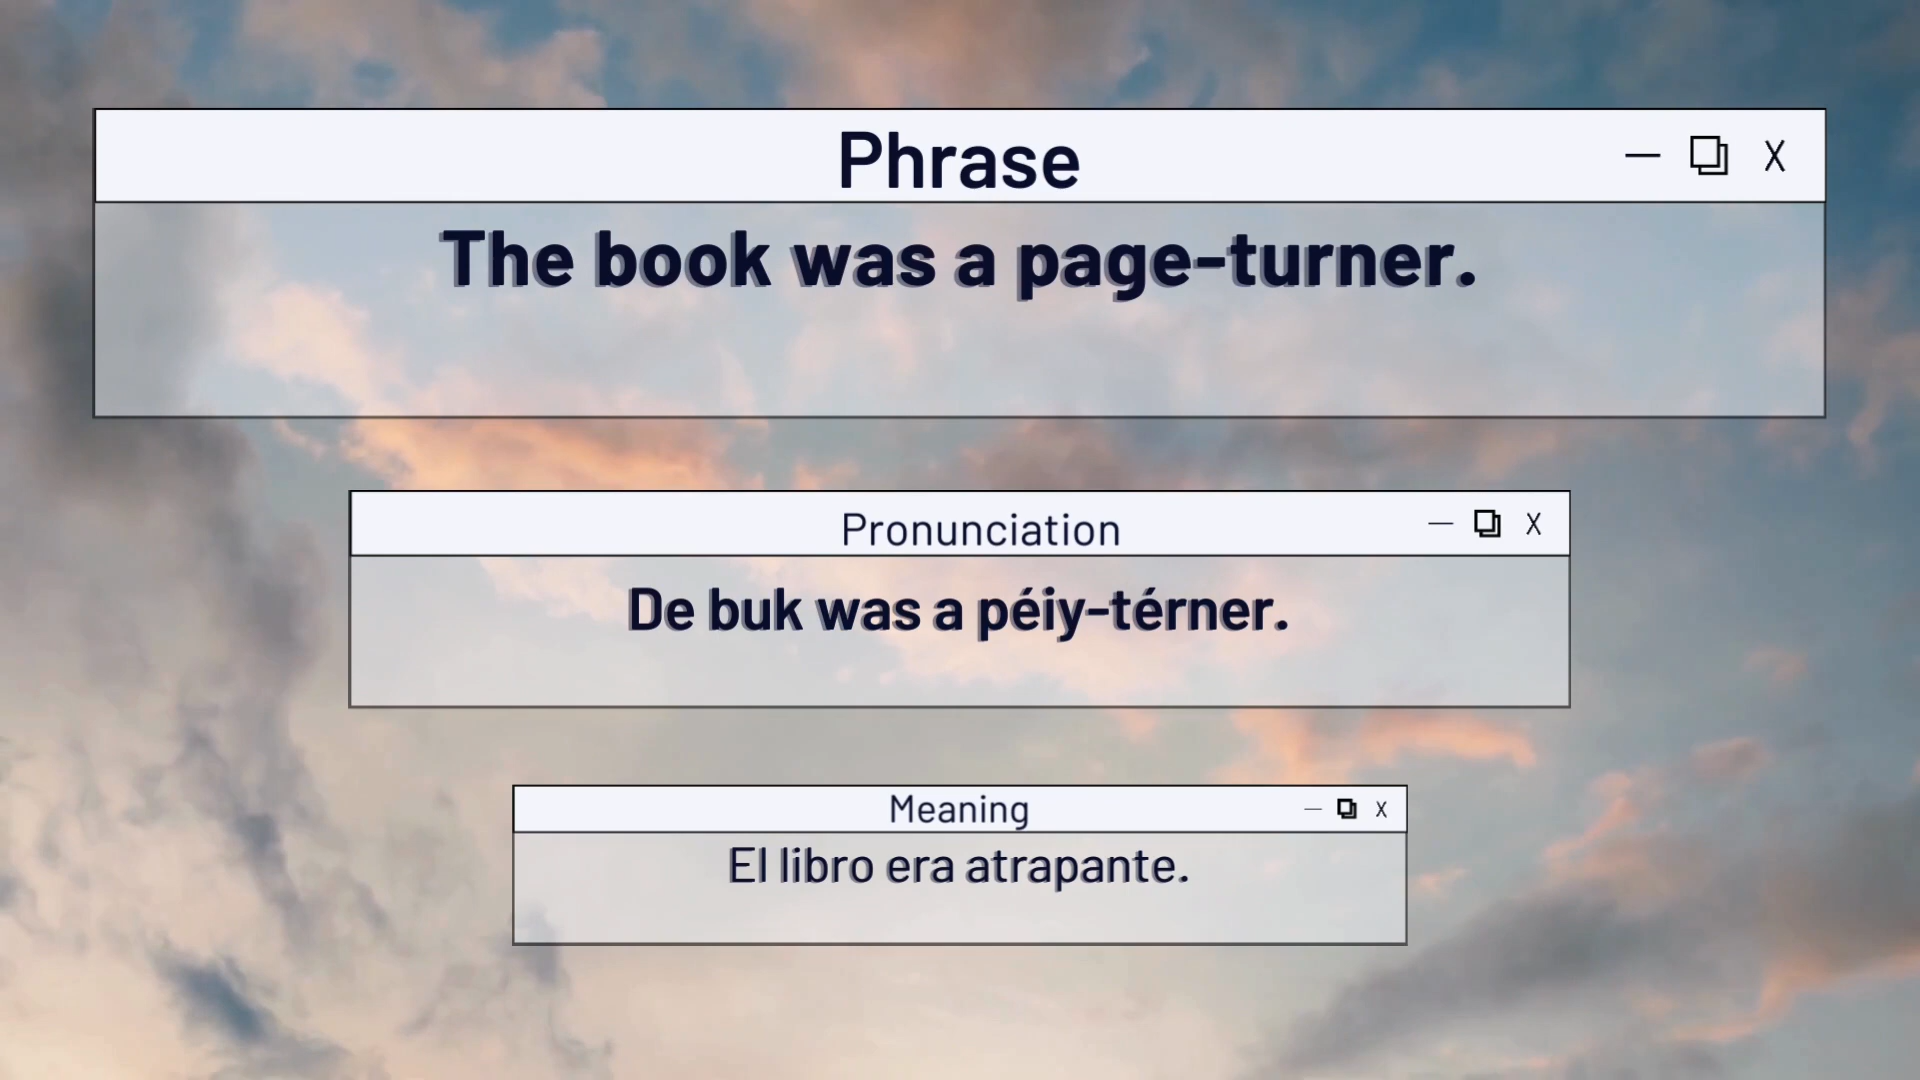 Phrase
The book was a page-turner.
Pronunciation
De buk was a péiy-térner.
Meaning
El libro era atrapante.